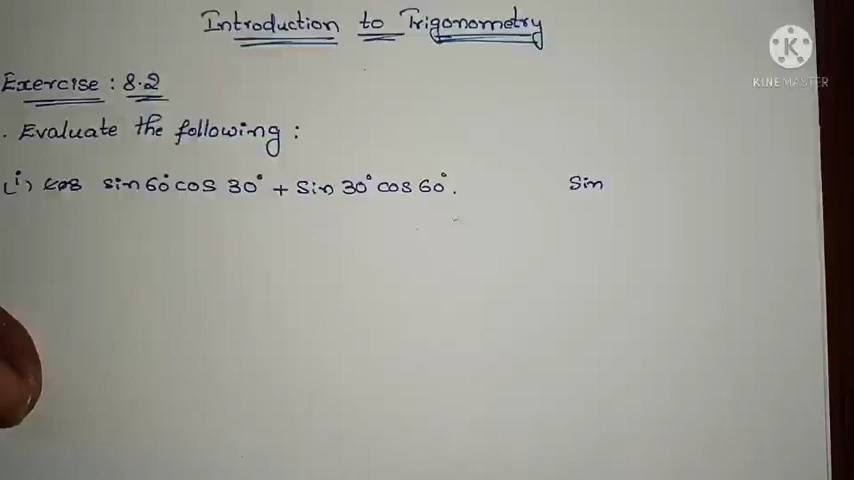 Introduction to Trigonometry
KINEMASTER
Exercise : 8.2
. Evaluate the following :
(i) cos sin 60° cos 30° + Sin 30° cos 60°. Sin